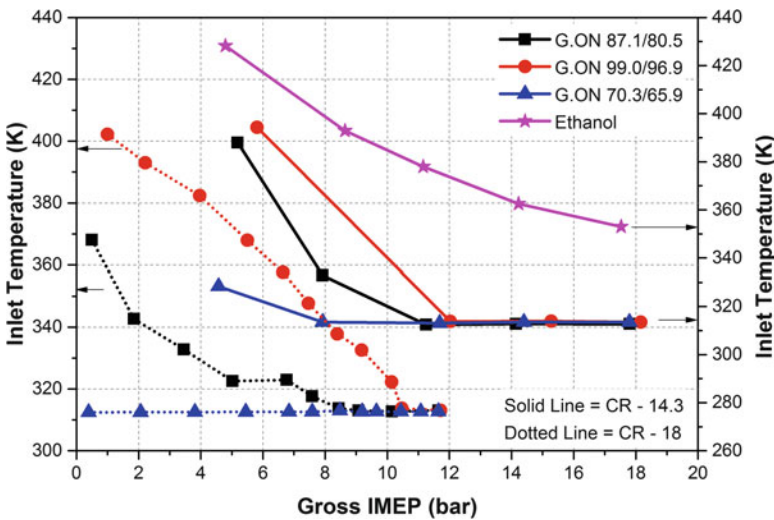 440
420
400
380
360
340
320
300
Inlet Temperature (K)
G.ON 87.1/80.5
G.ON 99.0/96.9
G.ON 70.3/65.9
Ethanol
Solid Line = CR - 14.3
Dotted Line = CR - 18
440
420
400
380
360
340
320
300
280
260
Inlet Temperature (K)
0 2 4 6 8 10 12 14 16 18 20
Gross IMEP (bar)